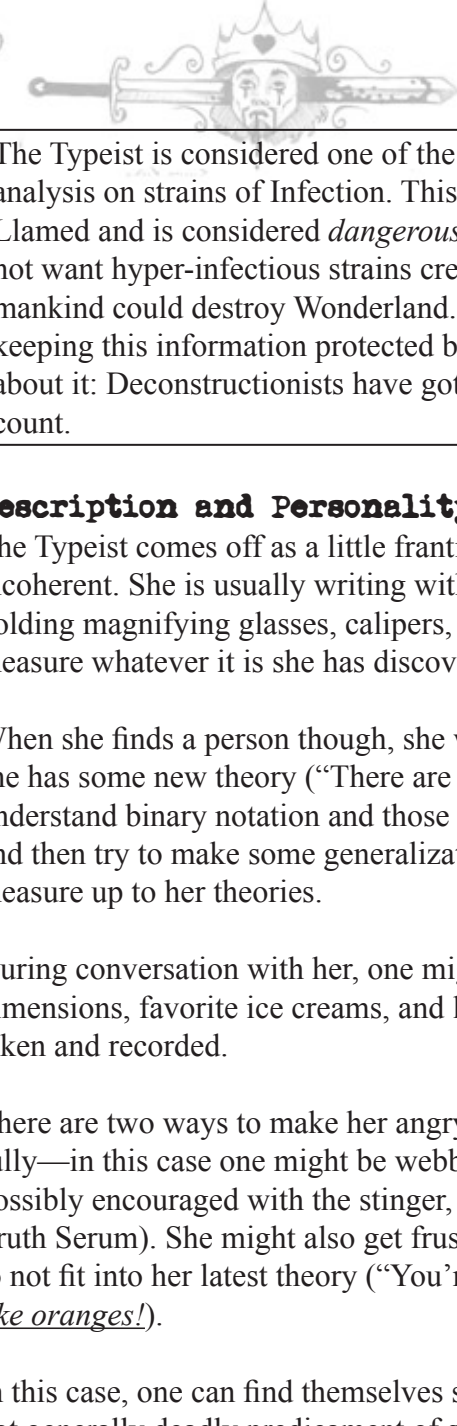 The Typeist is considered one of the
analysis on strains of Infection. This
Llamed and is considered dangerous
not want hyper-infectious strains cre
mankind could destroy Wonderland.
keeping this information protected b
about it: Deconstructionists have got
count.
escription and Personality
he Typeist comes off as a little franti
coherent. She is usually writing with
olding magnifying glasses, calipers,
easure whatever it is she has discov
hen she finds a person though, she w
he has some new theory (“There are
nderstand binary notation and those
nd then try to make some generalizat
easure up to her theories.
uring conversation with her, one mig
mensions, favorite ice creams, and h
ken and recorded.
here are two ways to make her angry
ally—in this case one might be webb
ossibly encouraged with the stinger,
ruth Serum). She might also get frus
o not fit into her latest theory (“You’r
ke oranges!).
n this case, one can find themselves s